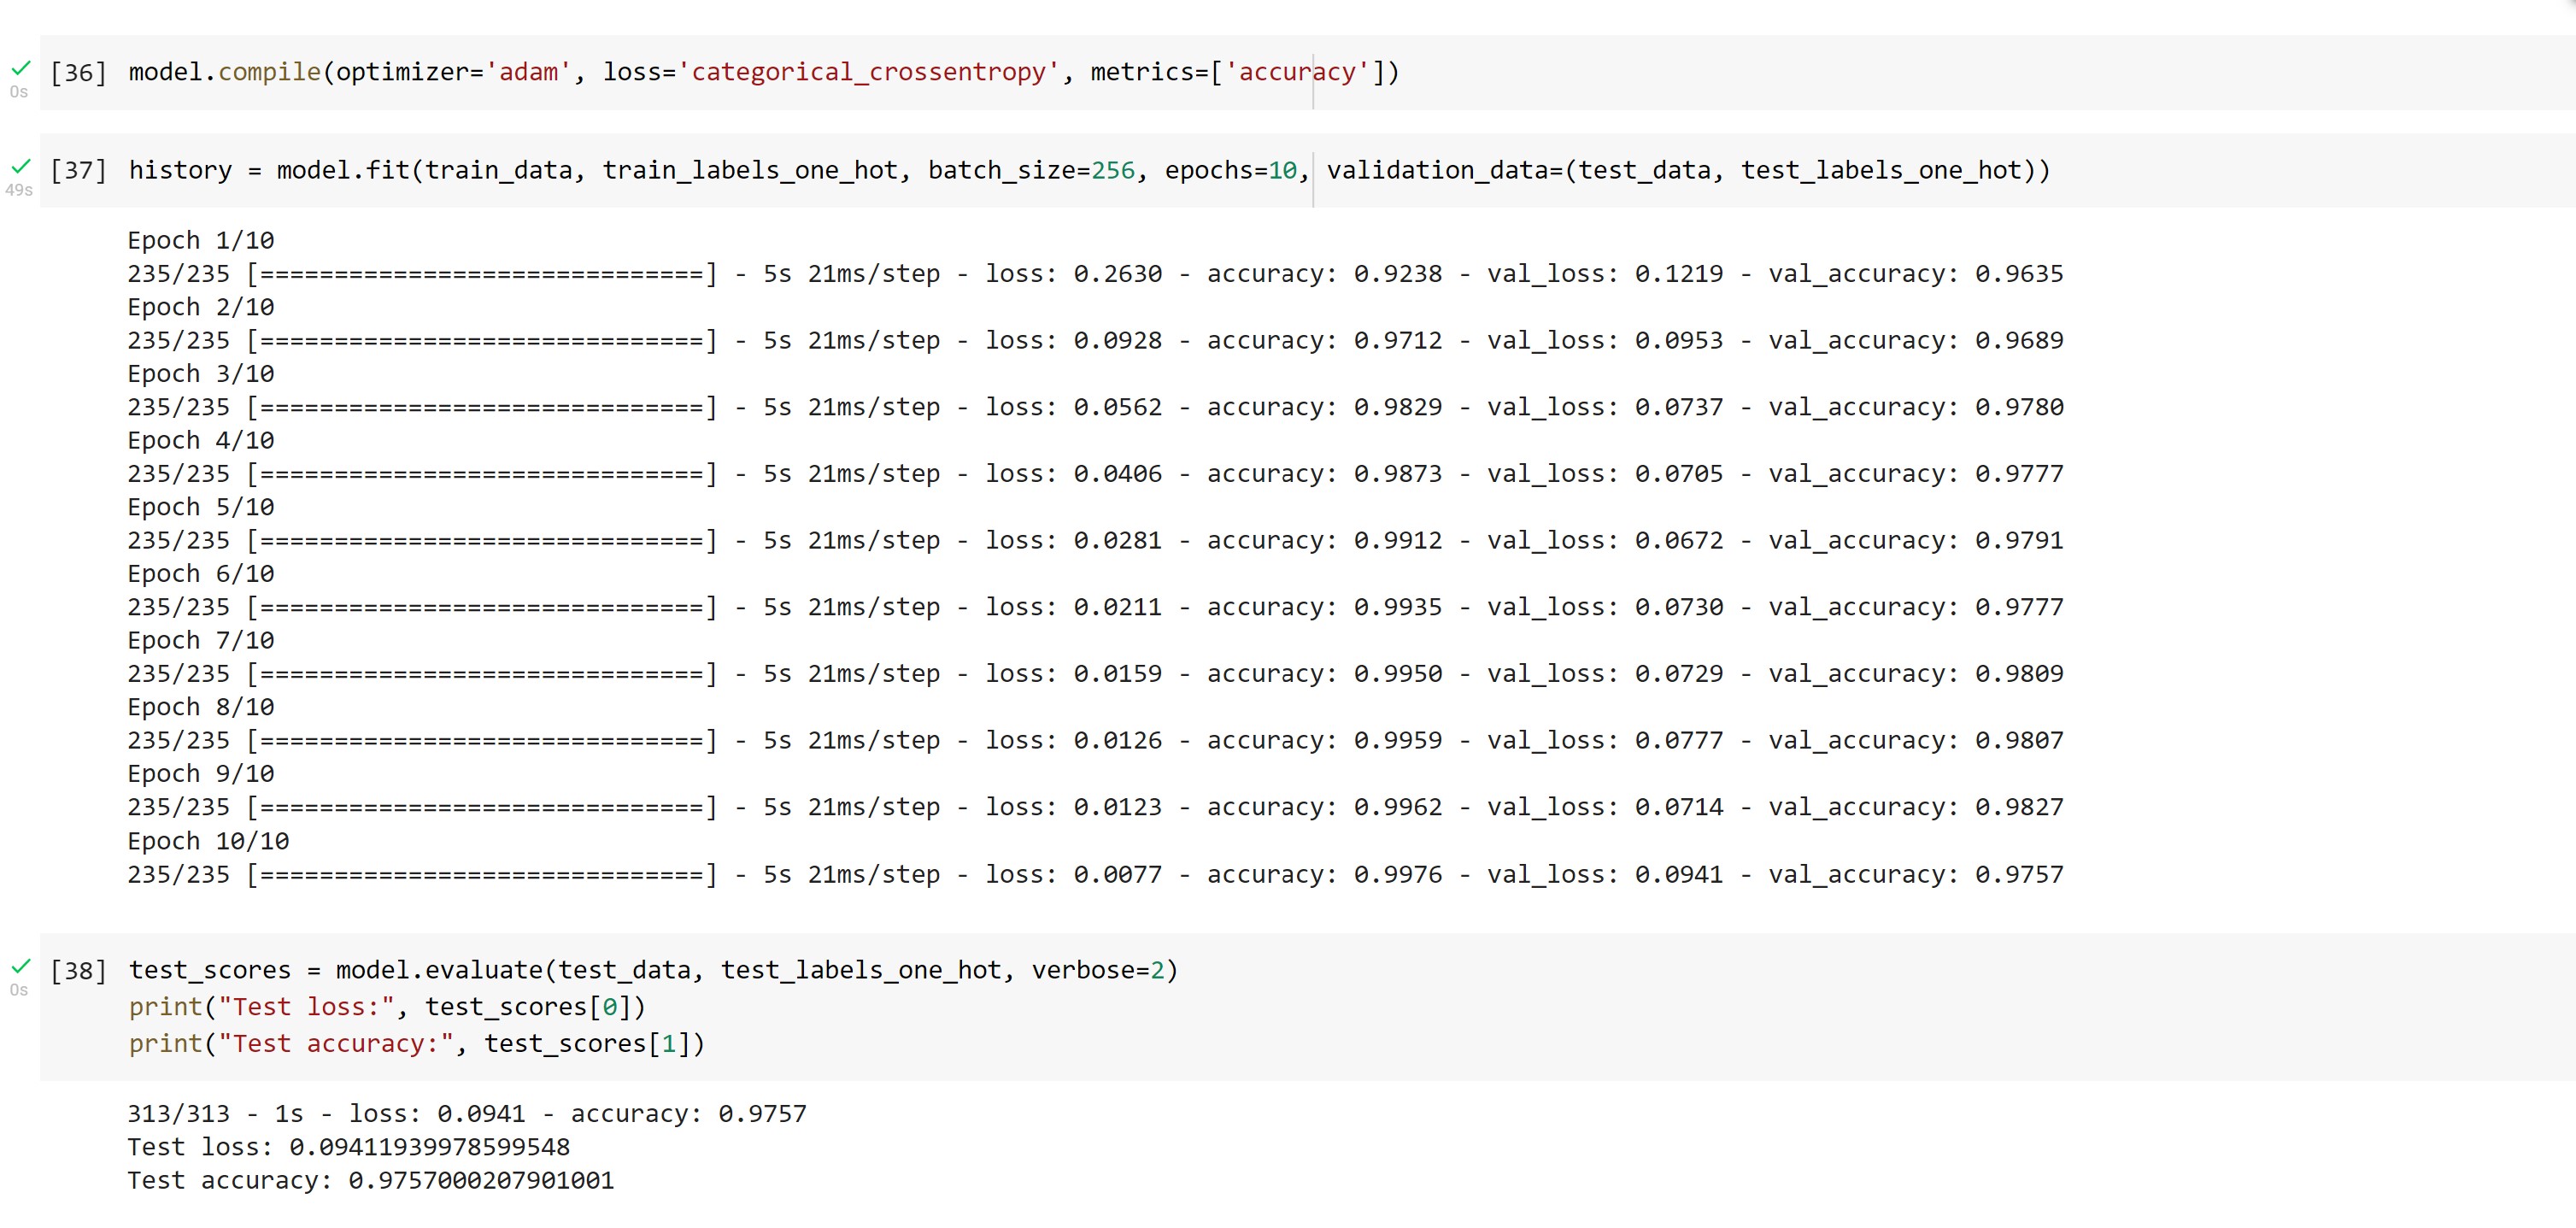 [36] model.compile(optimizer='adam', loss='categorical_crossentropy', metrics=['accuracy'])
0s
[37] history = model.fit(train_data, train_labels_one_hot, batch_size=256, epochs=10, validation_data=(test_data, test_labels_one_hot))
49s
Epoch 1/10
235/235 [==============================] - 5s 21ms/step - loss: 0.2630 - accuracy: 0.9238 - val_loss: 0.1219 - val_accuracy: 0.9635
Epoch 2/10
235/235 [==============================] - 5s 21ms/step - loss: 0.0928 - accuracy: 0.9712 - val_loss: 0.0953 - val_accuracy: 0.9689
Epoch 3/10
235/235 [==============================] - 5s 21ms/step - loss: 0.0562 - accuracy: 0.9829 - val_loss: 0.0737 - val_accuracy: 0.9780
Epoch 4/10
235/235 [==============================] - 5s 21ms/step - loss: 0.0406 - accuracy: 0.9873 - val_loss: 0.0705 - val_accuracy: 0.9777
Epoch 5/10
235/235 [==============================] - 5s 21ms/step - loss: 0.0281 - accuracy: 0.9912 - val_loss: 0.0672 - val_accuracy: 0.9791
Epoch 6/10
235/235 [==============================] - 5s 21ms/step - loss: 0.0211 - accuracy: 0.9935 - val_loss: 0.0730 - val_accuracy: 0.9777
Epoch 7/10
235/235 [==============================] - 5s 21ms/step - loss: 0.0159 - accuracy: 0.9950 - val_loss: 0.0729 - val_accuracy: 0.9809
Epoch 8/10
235/235 [==============================] - 5s 21ms/step - loss: 0.0126 - accuracy: 0.9959 - val_loss: 0.0777 - val_accuracy: 0.9807
Epoch 9/10
235/235 [==============================] - 5s 21ms/step - loss: 0.0123 - accuracy: 0.9962 - val_loss: 0.0714 - val_accuracy: 0.9827
Epoch 10/10
235/235 [==============================] - 5s 21ms/step - loss: 0.0077 - accuracy: 0.9976 - val_loss: 0.0941 - val_accuracy: 0.9757
[38] test_scores = model.evaluate(test_data, test_labels_one_hot, verbose=2)
0s
print("Test loss:", test_scores[0])
print("Test accuracy:", test_scores[1])
313/313 - 1s - loss: 0.0941 - accuracy: 0.9757
Test loss: 0.09411939978599548
Test accuracy: 0.9757000207901001